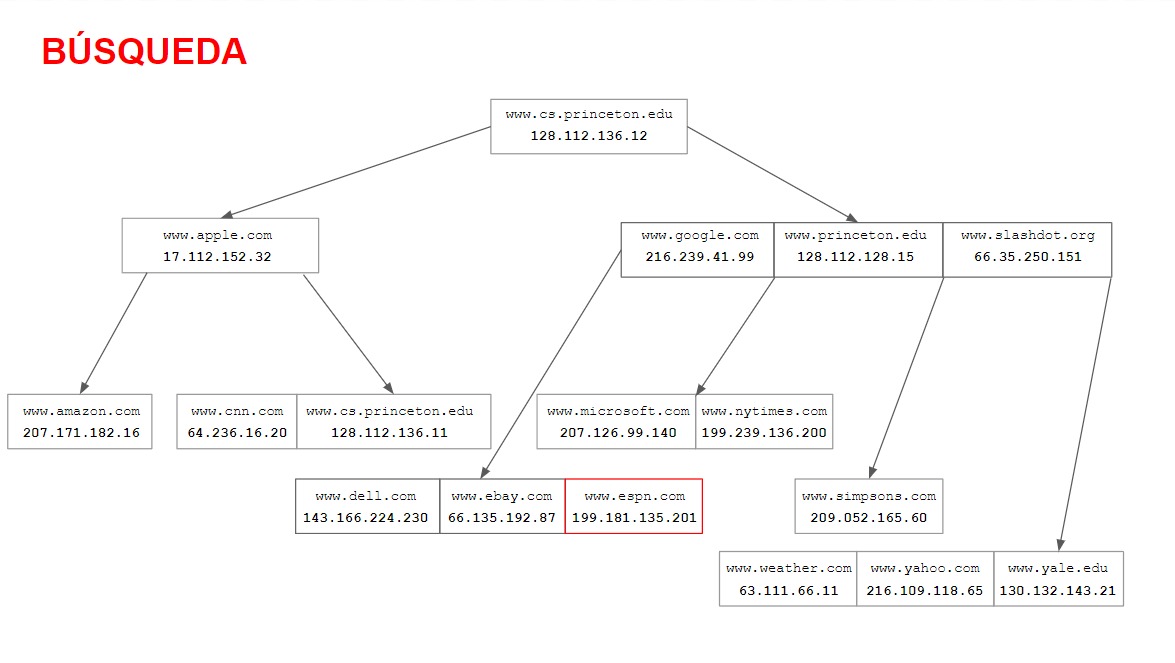 BÚSQUEDA
www.cs.princeton.edu
128.112.136.12
www.apple.com
17.112.152.32
www.google.com
216.239.41.99
www.princeton.edu
128.112.128.15
www.slashdot.org
66.35.250.151
www.amazon.com
207.171.182.16
www.cnn.com
64.236.16.20
www.cs.princeton.edu
128.112.136.11
www.microsoft.com
207.126.99.140
www.nytimes.com
199.239.136.200
www.dell.com
143.166.224.230
www.ebay.com
66.135.192.87
www.espn.com
199.181.135.201
www.simpsons.com
209.052.165.60
www.weather.com
63.111.66.11
www.yahoo.com
216.109.118.65
www.yale.edu
130.132.143.21